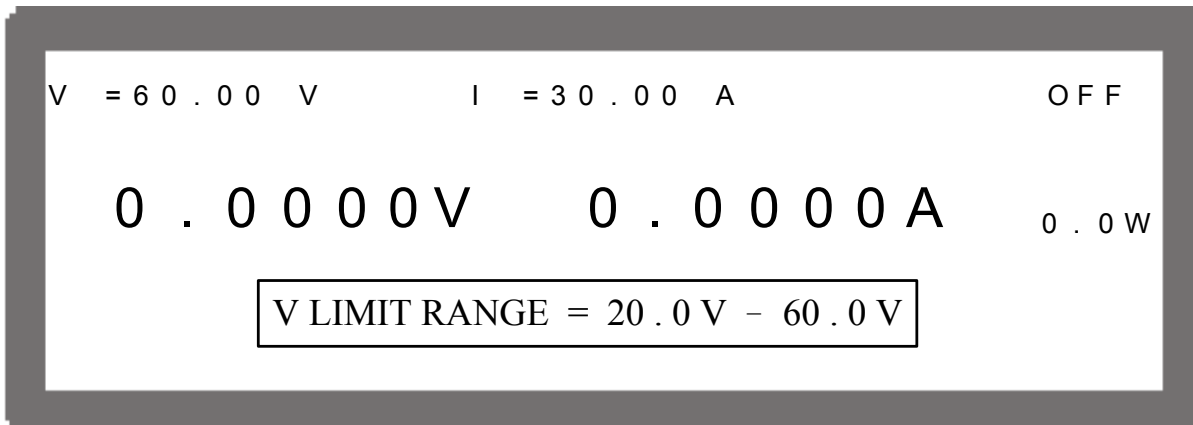 V =60.00 V I =30.00 A OFF
0.0000V 0.0000A 0.0W
V LIMIT RANGE = 20.0 V - 60.0 V